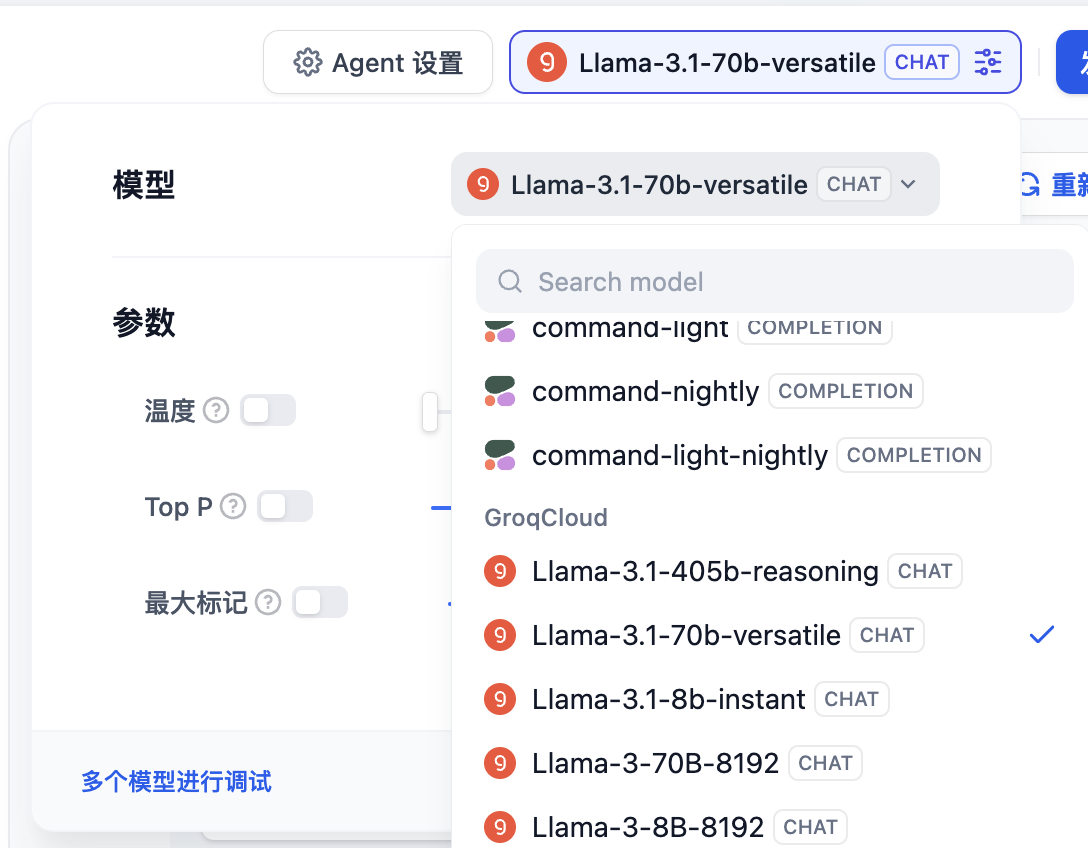 Agent 设置
Llama-3.1-70b-versatile CHAT
模型
Llama-3.1-70b-versatile CHAT
重新
Search model
参数
command-light COMPLETION
command-nightly COMPLETION
温度
command-light-nightly COMPLETION
Top P
GroqCloud
Llama-3.1-405b-reasoning CHAT
最大标记
Llama-3.1-70b-versatile CHAT
Llama-3.1-8b-instant CHAT
Llama-3-70B-8192 CHAT
多个模型进行调试
Llama-3-8B-8192 CHAT